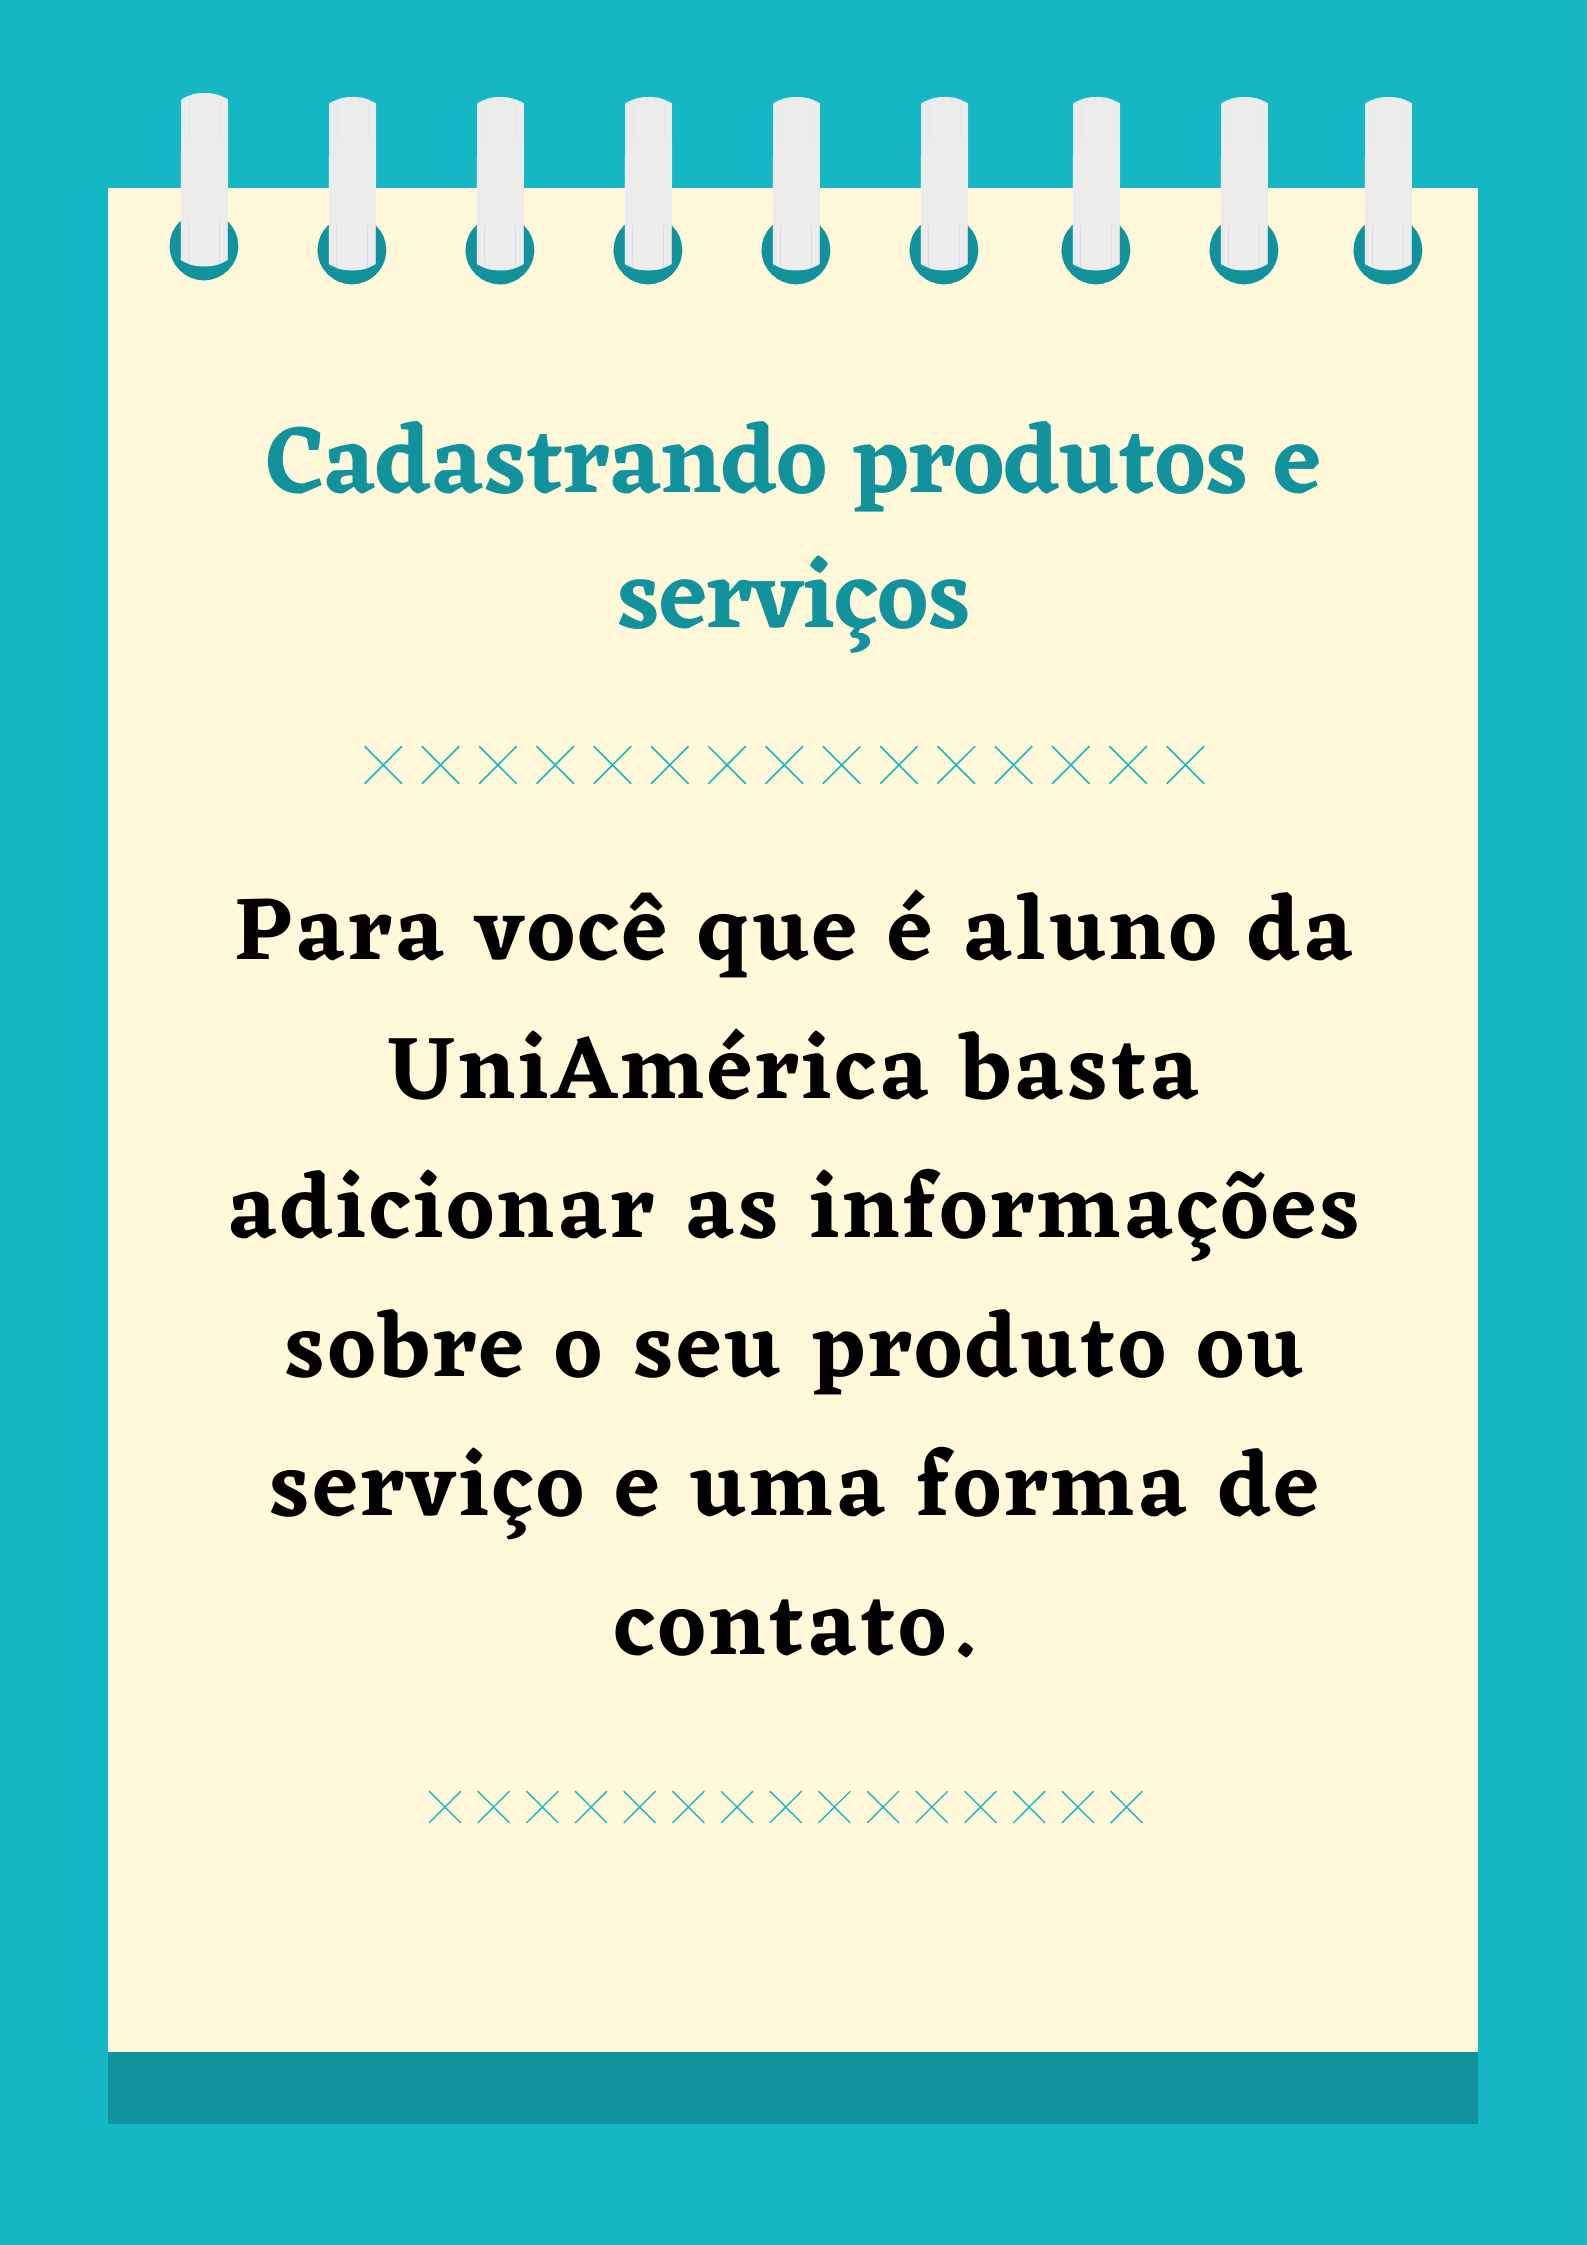 Cadastrando produtos e
serviços
Para você que é aluno da
UniAmérica basta
adicionar as informações
sobre o seu produto ou
serviço e uma forma de
contato.